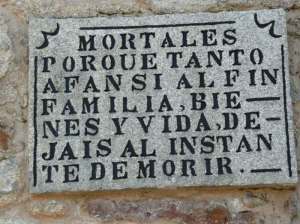 MORTALES
PORQUE TANTO
AFAN SI AL FIN
FAMILIA, BIE—
NES Y VIDA, DE-
JAIS AL INSTAN
TE DE MORIR.—